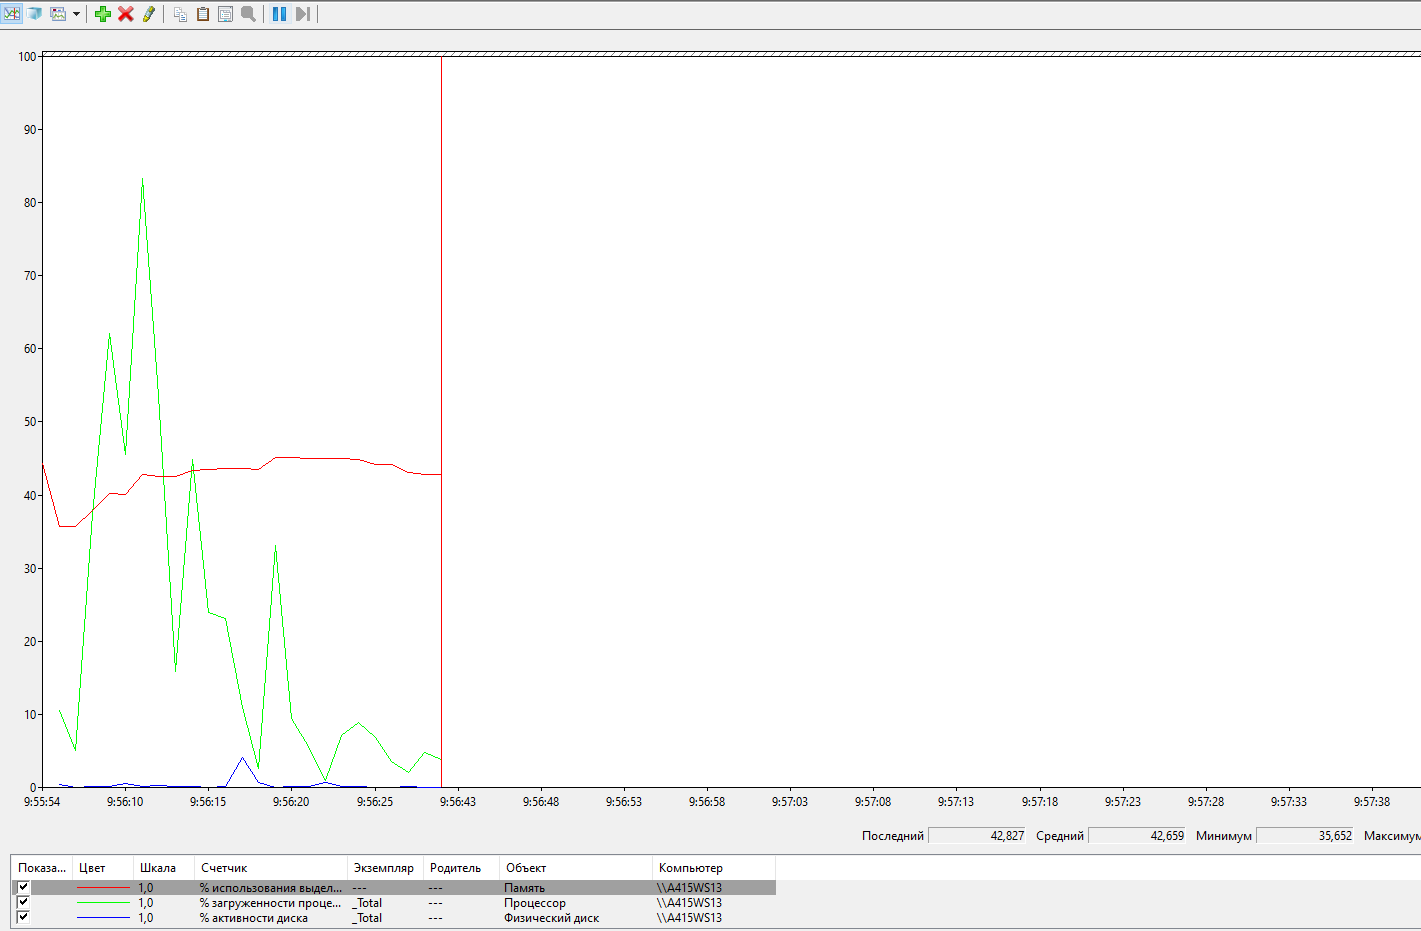 100
90
80
70
60
50
40
30
20
10
0
9:55:54 9:56:10 9:56:15 9:56:20 9:56:25 9:56:43 9:56:48 9:56:53 9:56:58 9:57:03 9:57:08 9:57:13 9:57:18 9:57:23 9:57:28 9:57:33 9:57:38
Последний 42,827 Средний 42,659 Минимум 35,652 Максимум
Показа... Цвет Шкала Счетчик Экземпляр Родитель Объект Компьютер
1,0 % использования выдел... --- --- Память \\A415WS13
1,0 % загруженности проце... _Total --- Процессор \\A415WS13
1,0 % активности диска _Total --- Физический диск \\A415WS13